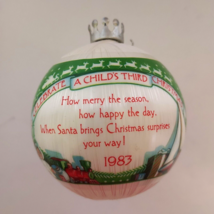 CELEBRATE A CHILD'S THIRD CHRISTMAS
How merry the season,
how happy the day,
When Santa brings Christmas surprises
your way!
1983